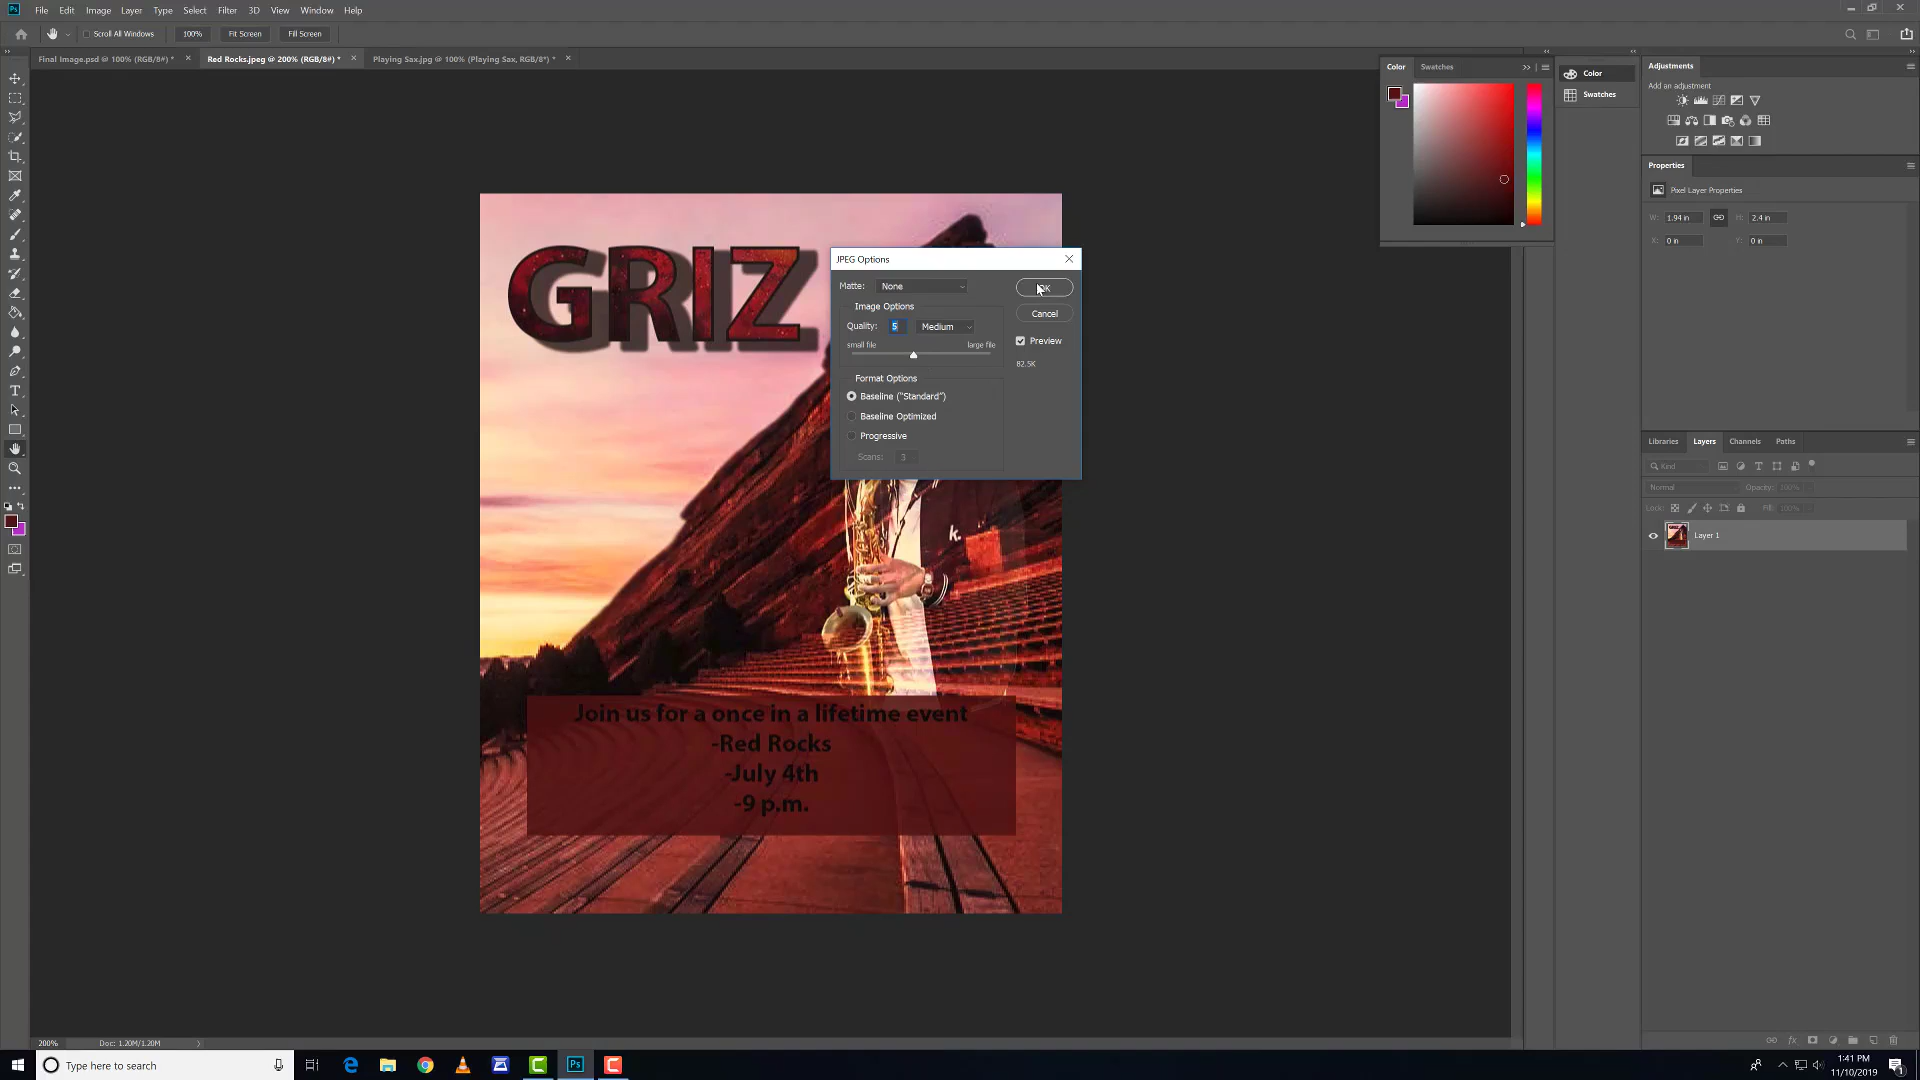 Ps File Edit Image Layer Type Select Filter 3D View Window Help
Scroll All Windows 100% Fit Screen Fill Screen
Final Image.psd @ 100% (RGB/8#) * Red Rocks.jpeg @ 200% (RGB/8#) * Playing Sax.jpg @ 100% (Playing Sax, RGB/8*) *
Color Swatches
Color
Swatches
Adjustments
Add an adjustment
Properties
Pixel Layer Properties
W: 1.94 in H: 2.4 in
X: 0 in Y: 0 in
GRIZ
JPEG Options
Matte: None
OK
Image Options
Cancel
Quality: 5 Medium
Preview
small file large file
82.5K
Format Options
Baseline ("Standard")
Baseline Optimized
Progressive
Scans: 3
k.
Join us for a once in a lifetime event
-Red Rocks
-July 4th
-9 p.m.
Libraries Layers Channels Paths
Kind
Normal Opacity: 100%
Lock: Fill: 100%
Layer 1
200% Doc: 1.20M/1.20M
Type here to search
Ps
1:41 PM
11/10/2019